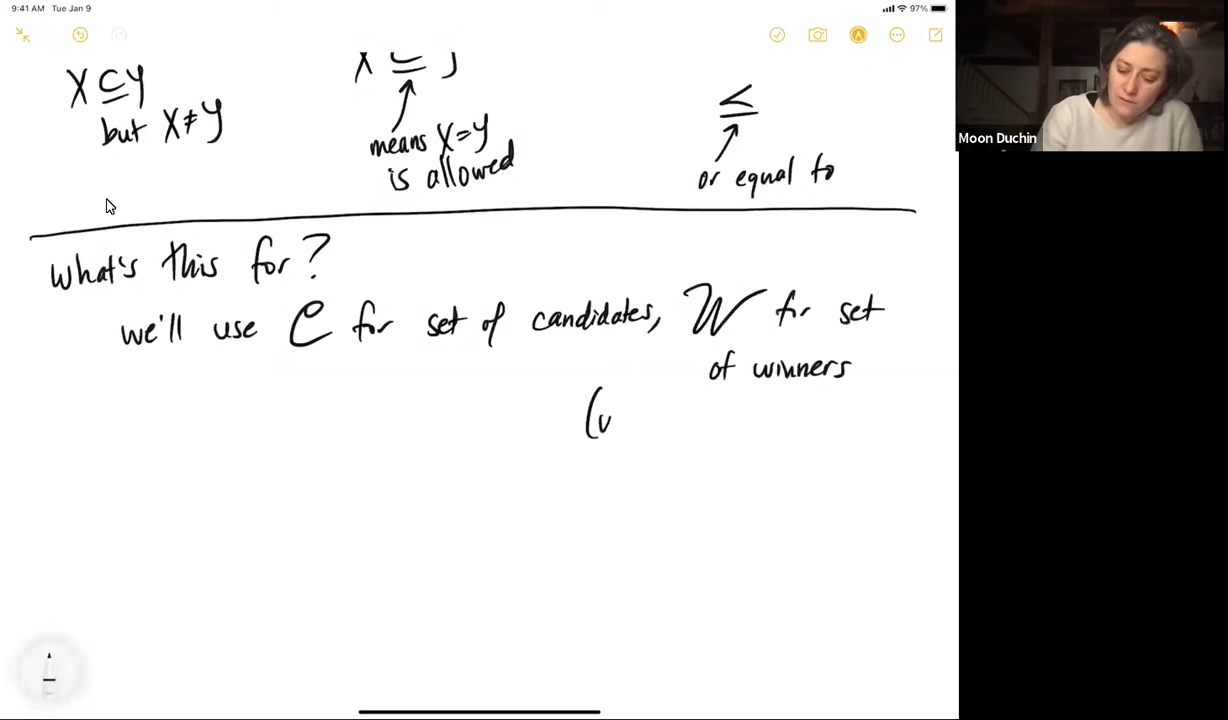 9:41 AM Tue Jan 9
97%
Moon Duchin
X ⊆ Y
but X ≠ Y
X ⊆ Y
means X = Y
is allowed
≤
or equal to
What's this for?
we'll use C for set of candidates, W for set
of winners
(